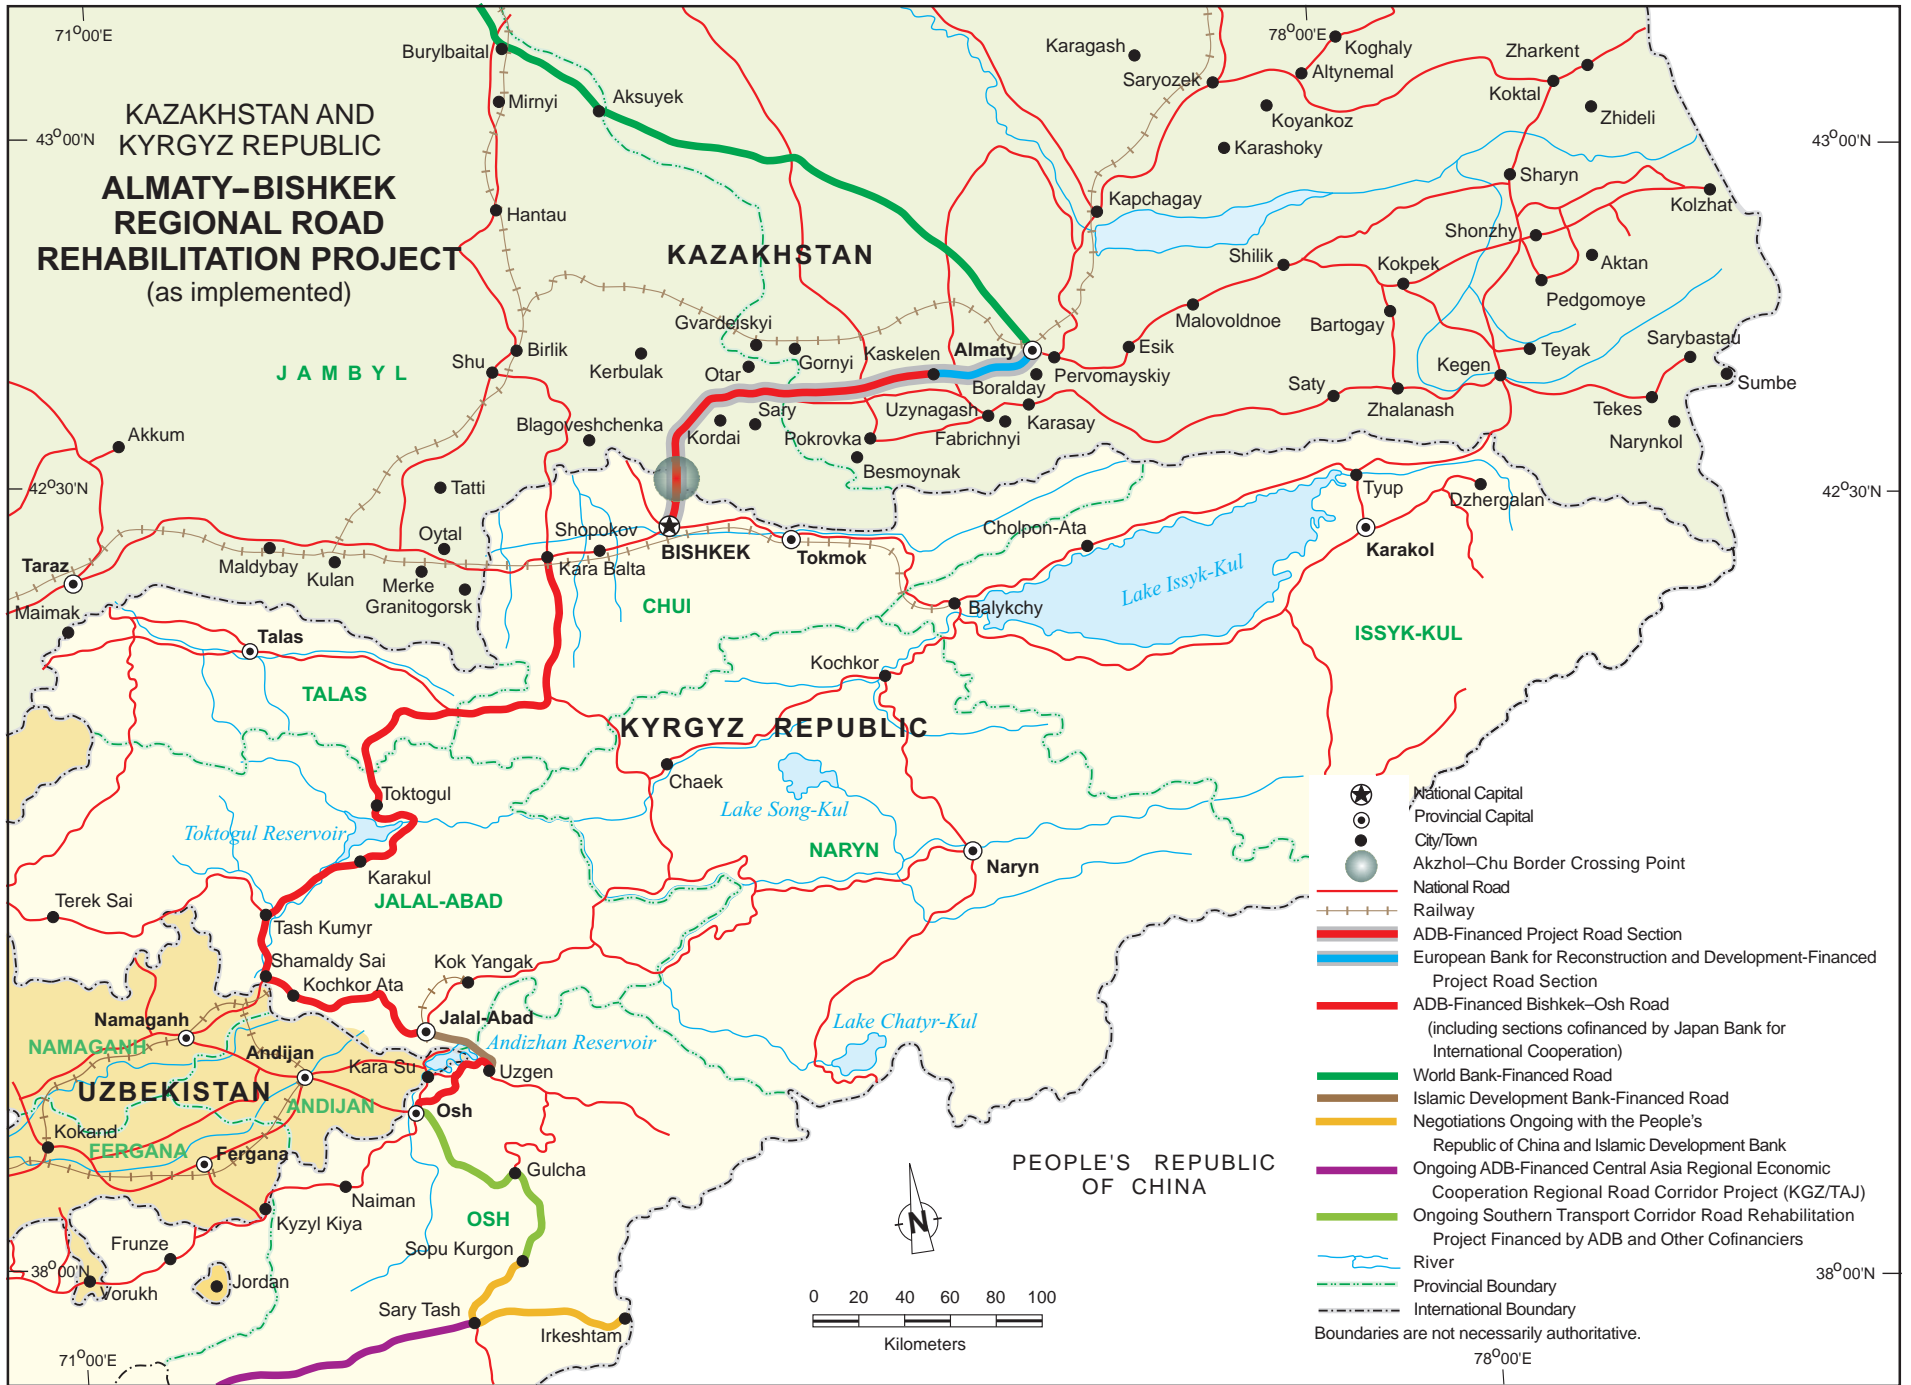 71°00'E
78°00'E
KAZAKHSTAN AND
KYRGYZ REPUBLIC
ALMATY–BISHKEK
REGIONAL ROAD
REHABILITATION PROJECT
(as implemented)
43°00'N
43°00'N
Burylbaital
Mirnyi
Aksuyek
Hantau
Karagash
Saryozek
Koghaly
Altynemal
Koyankoz
Karashoky
Zharkent
Koktal
Zhideli
Sharyn
Kolzhat
Kapchagay
KAZAKHSTAN
Shilik
Kokpek
Shonzhy
Aktan
Pedgomoye
Malovoldnoe
Bartogay
Gvardeiskyi
Gornyi
Kaskelen
Almaty
Esik
Teyak
Sarybastau
JAMBYL
Shu
Birlik
Kerbulak
Otar
Boralday
Pervomayskiy
Saty
Kegen
Zhalanash
Sumbe
Tekes
Narynkol
Akkum
Blagoveshchenka
Kordai
Sary
Pokrovka
Uzynagash
Fabrichnyi
Karasay
Besmoynak
42°30'N
42°30'N
Tatti
Tyup
Dzhergalan
Oytal
Shopokov
BISHKEK
Tokmok
Cholpon-Ata
Karakol
Taraz
Maldybay
Kulan
Merke
Granitogorsk
Kara Balta
Lake Issyk-Kul
Maimak
CHUI
Balykchy
ISSYK-KUL
Talas
Kochkor
TALAS
KYRGYZ REPUBLIC
Chaek
Toktogul
Lake Song-Kul
Toktogul Reservoir
NARYN
Naryn
Karakul
JALAL-ABAD
Terek Sai
Tash Kumyr
Shamaldy Sai
Kochkor Ata
Kok Yangak
Namaganh
Jalal-Abad
Lake Chatyr-Kul
NAMAGANH
Andijan
Andizhan Reservoir
Kara Su
Uzgen
UZBEKISTAN
ANDIJAN
Osh
Kokand
FERGANA
Fergana
Gulcha
PEOPLE'S REPUBLIC
OF CHINA
Naiman
Kyzyl Kiya
OSH
N
Frunze
Sopu Kurgon
38°00'N
38°00'N
Vorukh
Jordan
Sary Tash
Irkeshtam
0 20 40 60 80 100
Kilometers
National Capital
Provincial Capital
City/Town
Akzhol–Chu Border Crossing Point
National Road
Railway
ADB-Financed Project Road Section
European Bank for Reconstruction and Development-Financed
Project Road Section
ADB-Financed Bishkek–Osh Road
(including sections cofinanced by Japan Bank for
International Cooperation)
World Bank-Financed Road
Islamic Development Bank-Financed Road
Negotiations Ongoing with the People's
Republic of China and Islamic Development Bank
Ongoing ADB-Financed Central Asia Regional Economic
Cooperation Regional Road Corridor Project (KGZ/TAJ)
Ongoing Southern Transport Corridor Road Rehabilitation
Project Financed by ADB and Other Cofinanciers
River
Provincial Boundary
International Boundary
Boundaries are not necessarily authoritative.
71°00'E
78°00'E